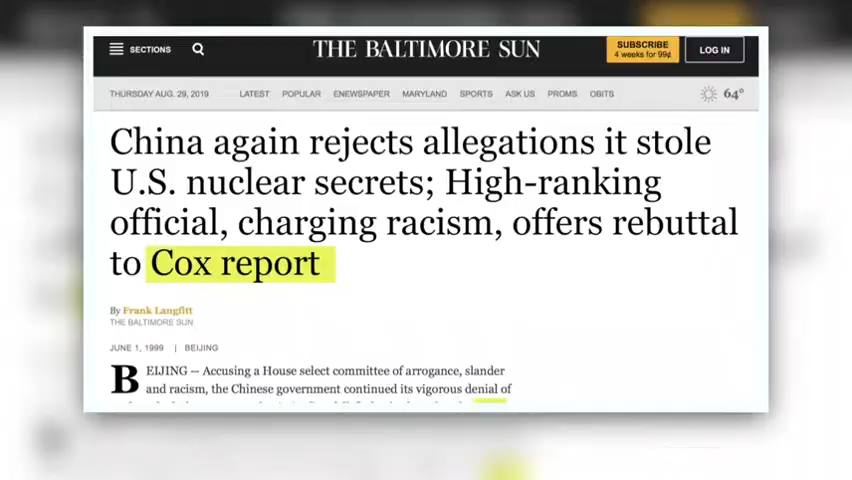 SECTIONS
THE BALTIMORE SUN
SUBSCRIBE
4 weeks for 99¢
LOG IN
THURSDAY AUG. 29, 2019
LATEST POPULAR ENEWSPAPER MARYLAND SPORTS ASK US PROMS OBITS
64°
China again rejects allegations it stole
U.S. nuclear secrets; High-ranking
official, charging racism, offers rebuttal
to Cox report
By Frank Langfitt
THE BALTIMORE SUN
JUNE 1, 1999 | BEIJING
BEIJING -- Accusing a House select committee of arrogance, slander
and racism, the Chinese government continued its vigorous denial of